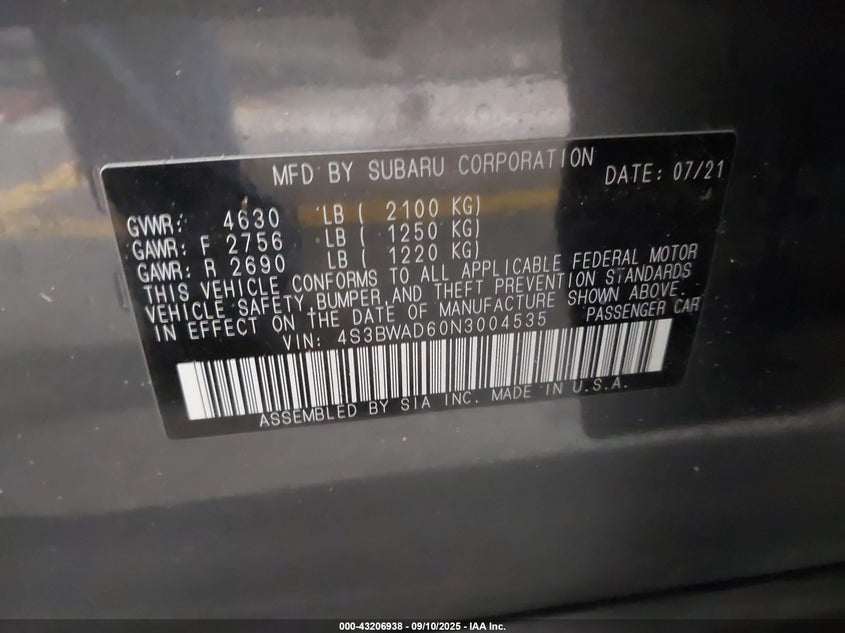 MFD BY SUBARU CORPORATION DATE: 07/21
GVWR: 4630 LB ( 2100 KG)
GAWR: F 2756 LB ( 1250 KG)
GAWR: R 2690 LB ( 1220 KG)
THIS VEHICLE CONFORMS TO ALL APPLICABLE FEDERAL MOTOR
VEHICLE SAFETY, BUMPER, AND THEFT PREVENTION STANDARDS
IN EFFECT ON THE DATE OF MANUFACTURE SHOWN ABOVE.
VIN: 4S3BWAD60N3004535 PASSENGER CAR
ASSEMBLED BY SIA INC. MADE IN U.S.A.
000-43206938 - 09/10/2025 - IAA Inc.